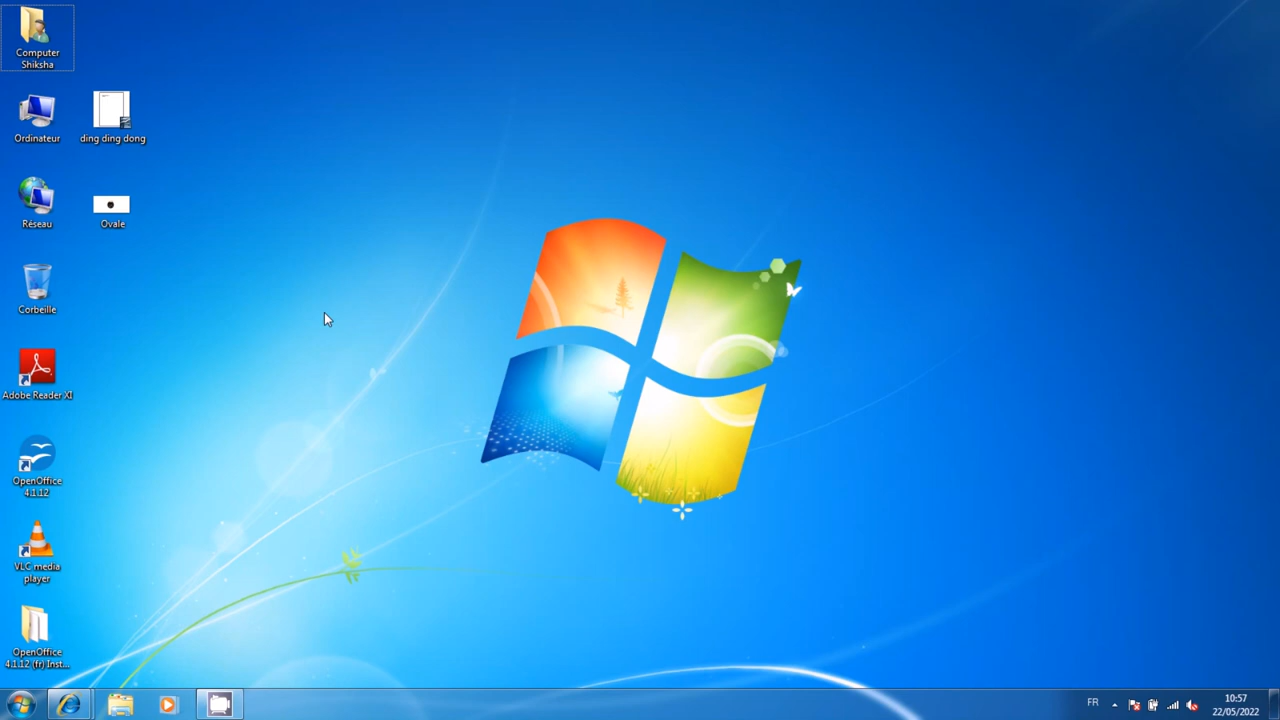 Computer
Shiksha
Ordinateur
ding ding dong
Réseau
Ovale
Corbeille
Adobe Reader XI
OpenOffice
4.1.12
VLC media
player
OpenOffice
4.1.12 (fr) Inst...
FR
10:57
22/05/2022